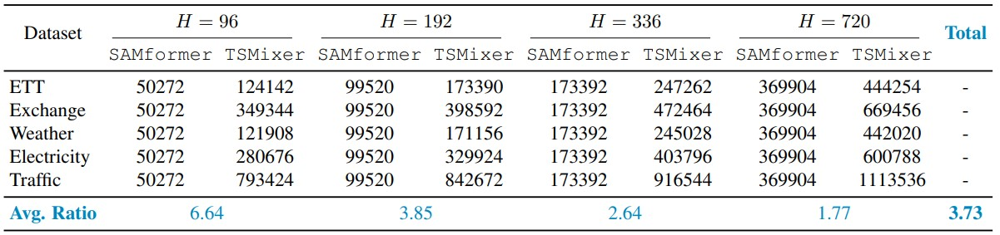 Dataset H = 96 H = 192 H = 336 H = 720 Total
SAMformer TSMixer SAMformer TSMixer SAMformer TSMixer SAMformer TSMixer
ETT 50272 124142 99520 173390 173392 247262 369904 444254 -
Exchange 50272 349344 99520 398592 173392 472464 369904 669456 -
Weather 50272 121908 99520 171156 173392 245028 369904 442020 -
Electricity 50272 280676 99520 329924 173392 403796 369904 600788 -
Traffic 50272 793424 99520 842672 173392 916544 369904 1113536 -
Avg. Ratio 6.64 3.85 2.64 1.77 3.73